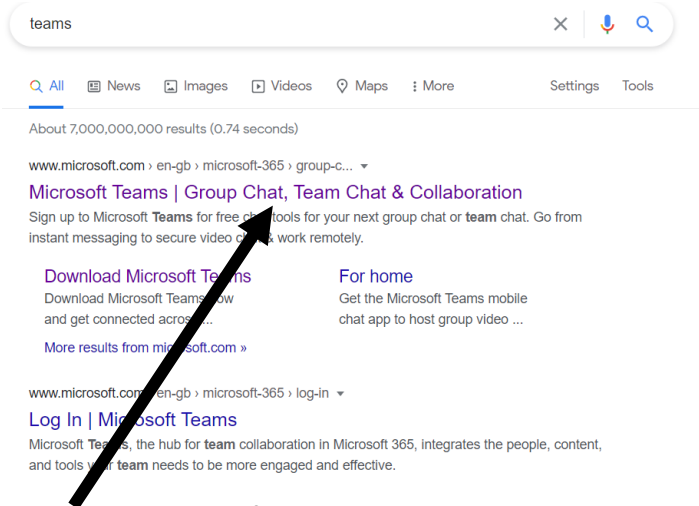 teams
All News Images Videos Maps More Settings Tools
About 7,000,000,000 results (0.74 seconds)
www.microsoft.com › en-gb › microsoft-365 › group-c...
Microsoft Teams | Group Chat, Team Chat & Collaboration
Sign up to Microsoft Teams for free chat tools for your next group chat or team chat. Go from
instant messaging to secure video chat & work remotely.
Download Microsoft Teams
Download Microsoft Teams now
and get connected across ...
For home
Get the Microsoft Teams mobile
chat app to host group video ...
More results from microsoft.com »
www.microsoft.com › en-gb › microsoft-365 › log-in
Log In | Microsoft Teams
Microsoft Teams, the hub for team collaboration in Microsoft 365, integrates the people, content,
and tools your team needs to be more engaged and effective.